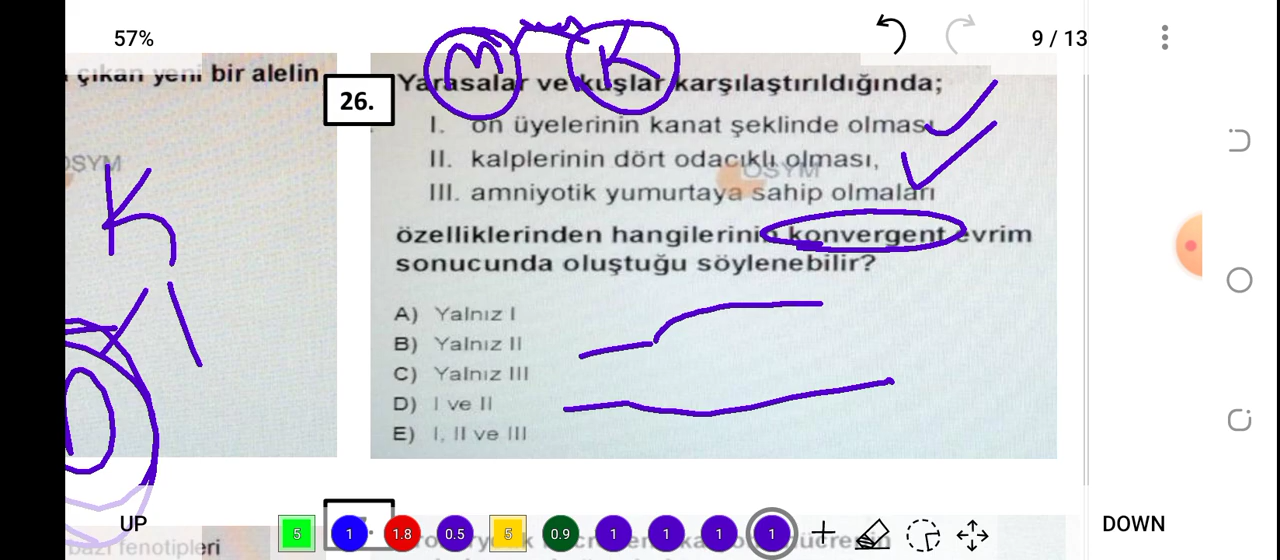 57%
9 / 13
çıkan yeni bir alelin
ÖSYM
K
26.
M K
Yarasalar ve kuşlar karşılaştırıldığında;
I. ön üyelerinin kanat şeklinde olması,
II. kalplerinin dört odacıklı olması,
ÖSYM
III. amniyotik yumurtaya sahip olmaları
özelliklerinden hangilerinin konvergent evrim
sonucunda oluştuğu söylenebilir?
A) Yalnız I
B) Yalnız II
C) Yalnız III
D) I ve II
E) I, II ve III
UP
5 1 1.8 0.5 5 0.9 1 1 1 1
DOWN
bazı fenotipleri